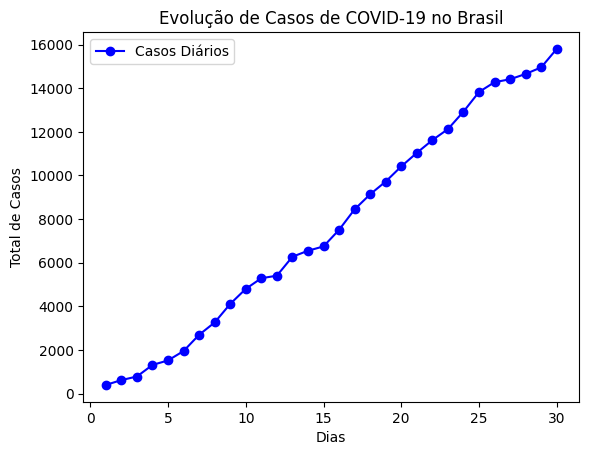 Evolução de Casos de COVID-19 no Brasil
Casos Diários
Total de Casos
16000
14000
12000
10000
8000
6000
4000
2000
0
0 5 10 15 20 25 30
Dias